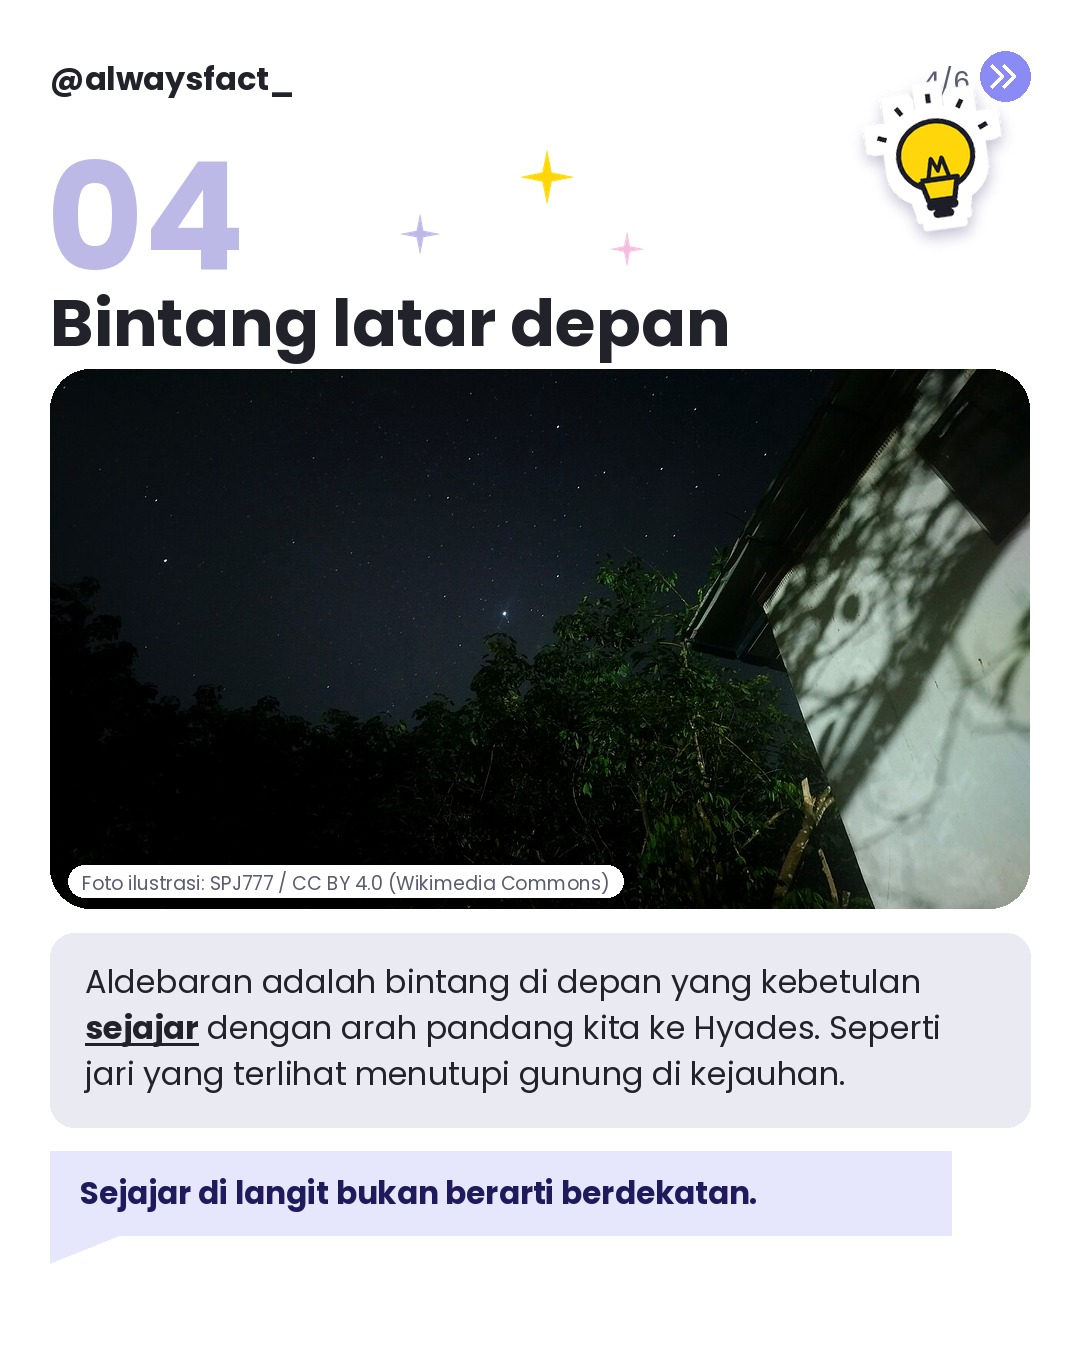 @alwaysfact_
4/6
04
Bintang latar depan
Foto ilustrasi: SPJ777 / CC BY 4.0 (Wikimedia Commons)
Aldebaran adalah bintang di depan yang kebetulan
sejajar dengan arah pandang kita ke Hyades. Seperti
jari yang terlihat menutupi gunung di kejauhan.
Sejajar di langit bukan berarti berdekatan.